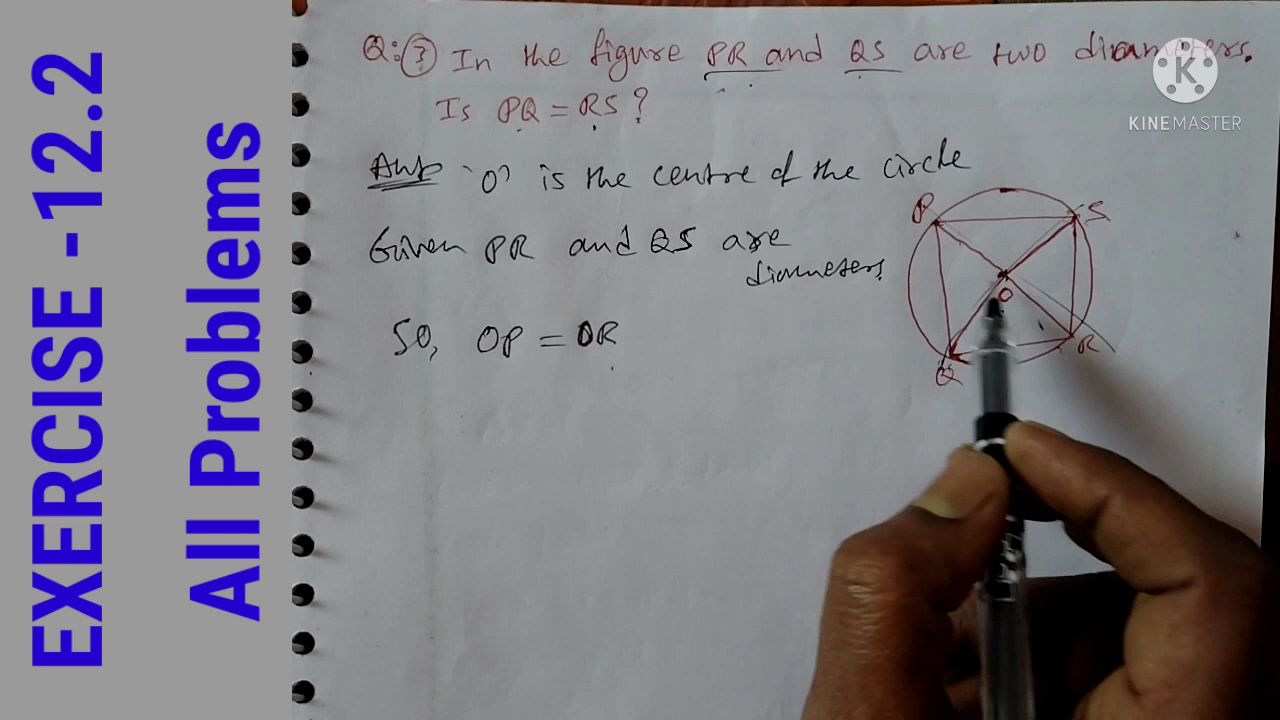 EXERCISE -12.2
All Problems
Q:③ In the figure PR and QS are two diameters.
Is PQ = RS ?
Ans 'O' is the centre of the circle
Given PR and QS are
diameters
SO, OP = OR
P
S
O
Q
R
K
KINEMASTER